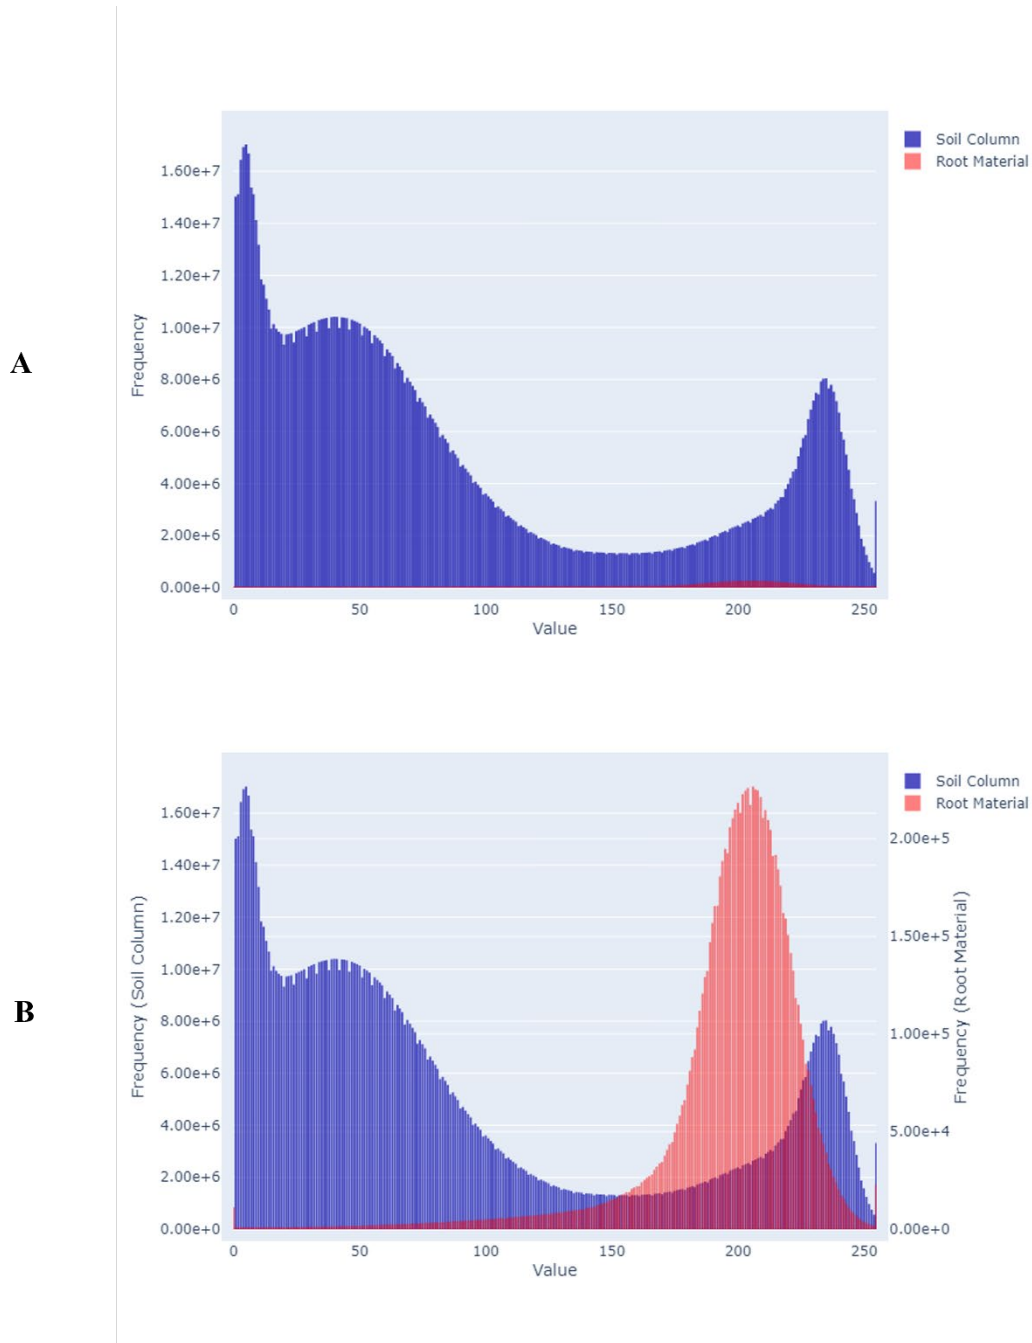 A
Soil Column
Root Material
Frequency
1.60e+7
1.40e+7
1.20e+7
1.00e+7
8.00e+6
6.00e+6
4.00e+6
2.00e+6
0.00e+0
0 50 100 150 200 250
Value
B
Soil Column
Root Material
Frequency (Soil Column)
1.60e+7
1.40e+7
1.20e+7
1.00e+7
8.00e+6
6.00e+6
4.00e+6
2.00e+6
0.00e+0
2.00e+5
1.50e+5
1.00e+5
5.00e+4
0.00e+0
Frequency (Root Material)
0 50 100 150 200 250
Value